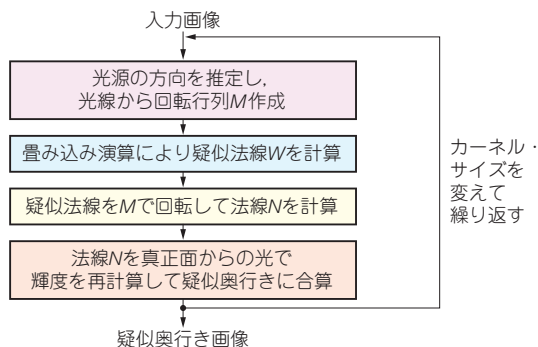 入力画像
光源の方向を推定し,
光線から回転行列M作成
畳み込み演算により疑似法線Wを計算
疑似法線をMで回転して法線Nを計算
法線Nを真正面からの光で
輝度を再計算して疑似奥行きに合算
疑似奥行き画像
カーネル・
サイズを
変えて
繰り返す